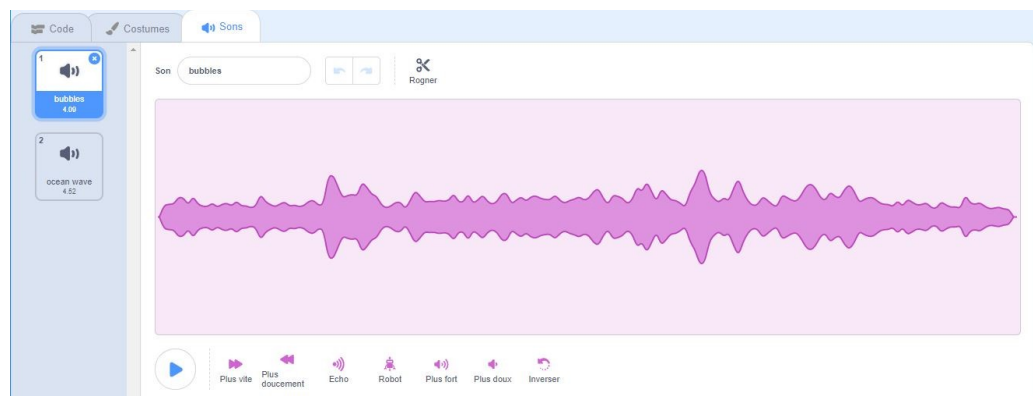 Code
Costumes
Sons
1
bubbles
4.09
2
ocean wave
4.52
Son
bubbles
Rogner
Plus vite
Plus
doucement
Echo
Robot
Plus fort
Plus doux
Inverser